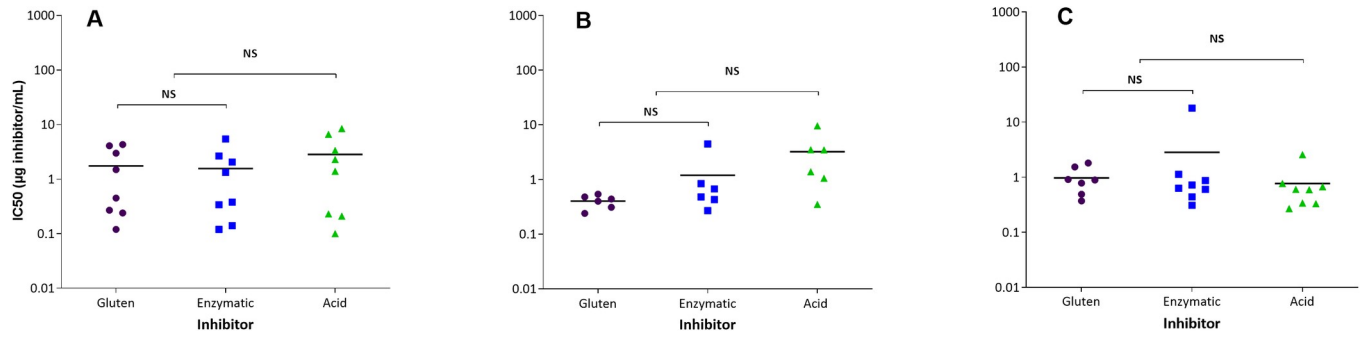 A
1000
100
10
1
0.1
0.01
IC50 (µg inhibitor/mL)
NS
NS
Gluten Enzymatic Acid
Inhibitor
B
1000
100
10
1
0.1
0.01
NS
NS
Gluten Enzymatic Acid
Inhibitor
C
1000
100
10
1
0.1
0.01
NS
NS
Gluten Enzymatic Acid
Inhibitor